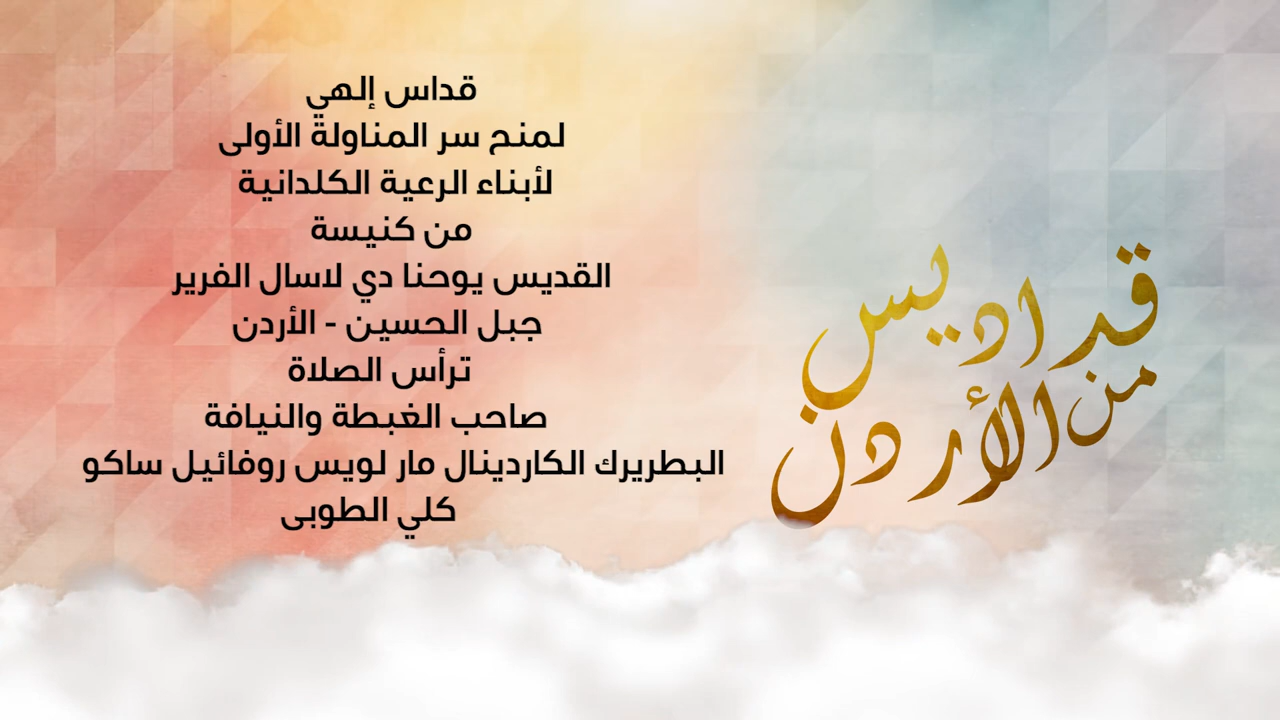 قداس إلهي
لمنح سر المناولة الأولى
لأبناء الرعية الكلدانية
من كنيسة
القديس يوحنا دي لاسال الفرير
جبل الحسين - الأردن
ترأس الصلاة
صاحب الغبطة والنيافة
البطريرك الكاردينال مار لويس روفائيل ساكو
كلي الطوبى
قداديس
من الأردن